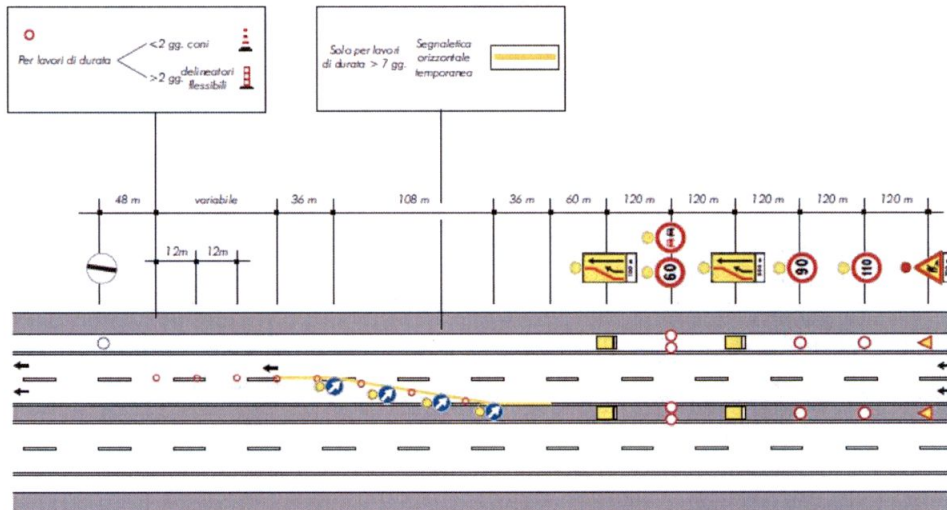 Per lavori di durata
<2 gg. coni
>2 gg. delineatori
flessibili
Solo per lavori
di durata > 7 gg.
Segnaletica
orizzontale
temporanea
48 m
variabile
36 m
108 m
36 m
60 m
120 m
120 m
120 m
120 m
120 m
12m
12m
60
90
110